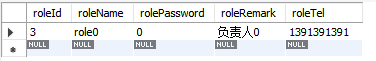 roleId roleName rolePassword roleRemark roleTel
3 role0 0 负责人0 1391391391
NULL NULL NULL NULL NULL